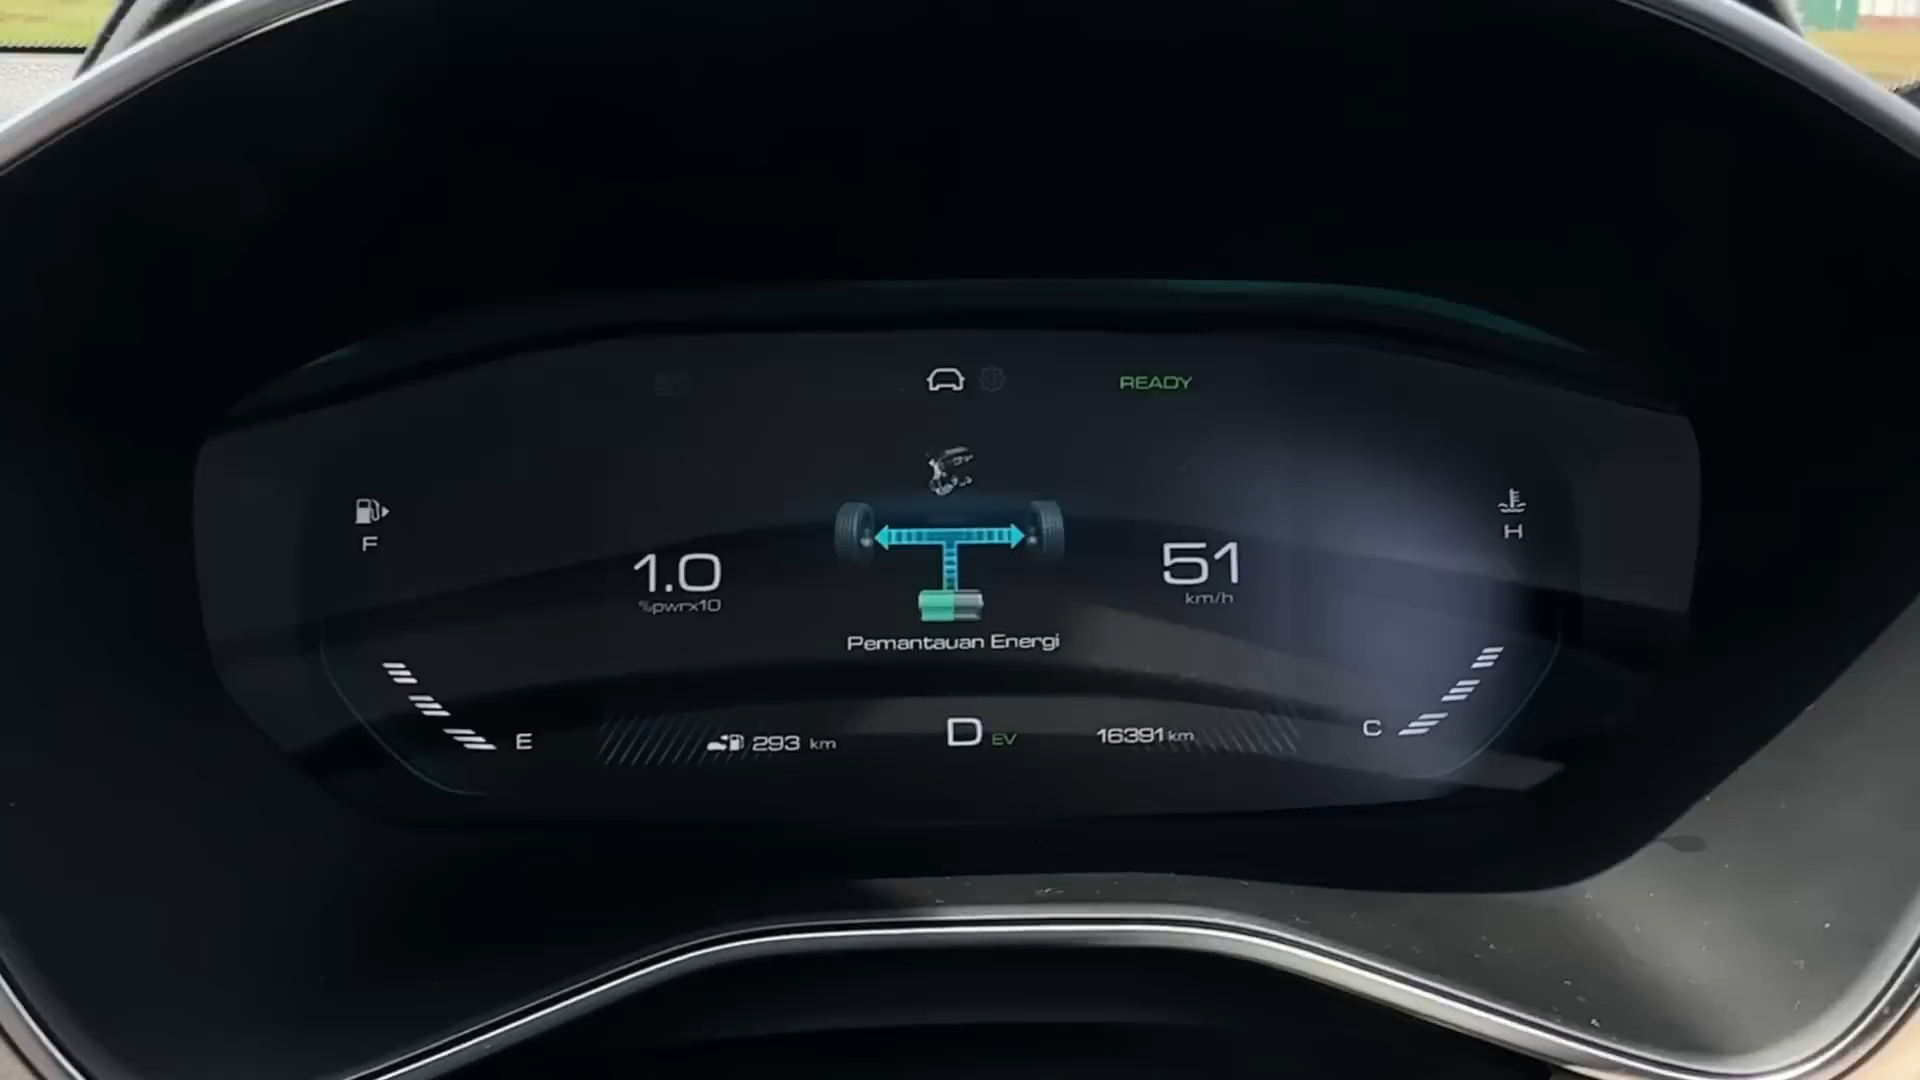 READY
F
H
1.0
%pwrx10
51
km/h
Pemantauan Energi
E
293 km
D EV
16391 km
C